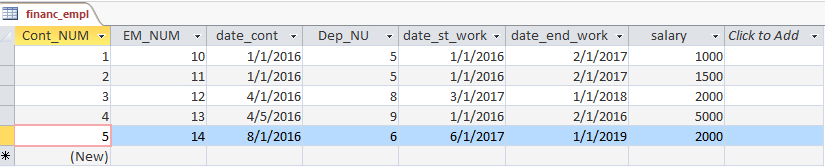 financ_empl
Cont_NUM EM_NUM date_cont Dep_NU date_st_work date_end_work salary Click to Add
1 10 1/1/2016 5 1/1/2016 2/1/2017 1000
2 11 1/1/2016 5 1/1/2016 2/1/2017 1500
3 12 4/1/2016 8 3/1/2017 1/1/2018 2000
4 13 4/5/2016 9 1/1/2016 2/1/2016 5000
5 14 8/1/2016 6 6/1/2017 1/1/2019 2000
(New)